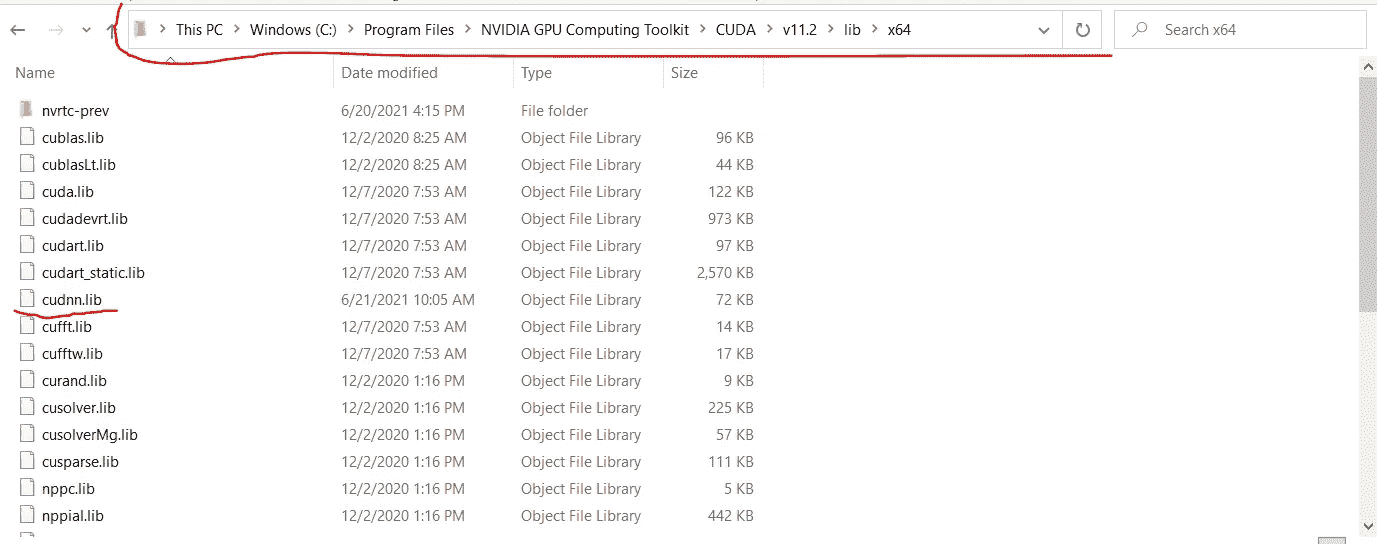 This PC > Windows (C:) > Program Files > NVIDIA GPU Computing Toolkit > CUDA > v11.2 > lib > x64 Search x64
Name Date modified Type Size
nvrtc-prev 6/20/2021 4:15 PM File folder
cublas.lib 12/2/2020 8:25 AM Object File Library 96 KB
cublasLt.lib 12/2/2020 8:25 AM Object File Library 44 KB
cuda.lib 12/7/2020 7:53 AM Object File Library 122 KB
cudadevrt.lib 12/7/2020 7:53 AM Object File Library 973 KB
cudart.lib 12/7/2020 7:53 AM Object File Library 97 KB
cudart_static.lib 12/7/2020 7:53 AM Object File Library 2,570 KB
cudnn.lib 6/21/2021 10:05 AM Object File Library 72 KB
cufft.lib 12/7/2020 7:53 AM Object File Library 14 KB
cufftw.lib 12/7/2020 7:53 AM Object File Library 17 KB
curand.lib 12/2/2020 1:16 PM Object File Library 9 KB
cusolver.lib 12/2/2020 1:16 PM Object File Library 225 KB
cusolverMg.lib 12/2/2020 1:16 PM Object File Library 57 KB
cusparse.lib 12/2/2020 1:16 PM Object File Library 111 KB
nppc.lib 12/2/2020 1:16 PM Object File Library 5 KB
nppial.lib 12/2/2020 1:16 PM Object File Library 442 KB